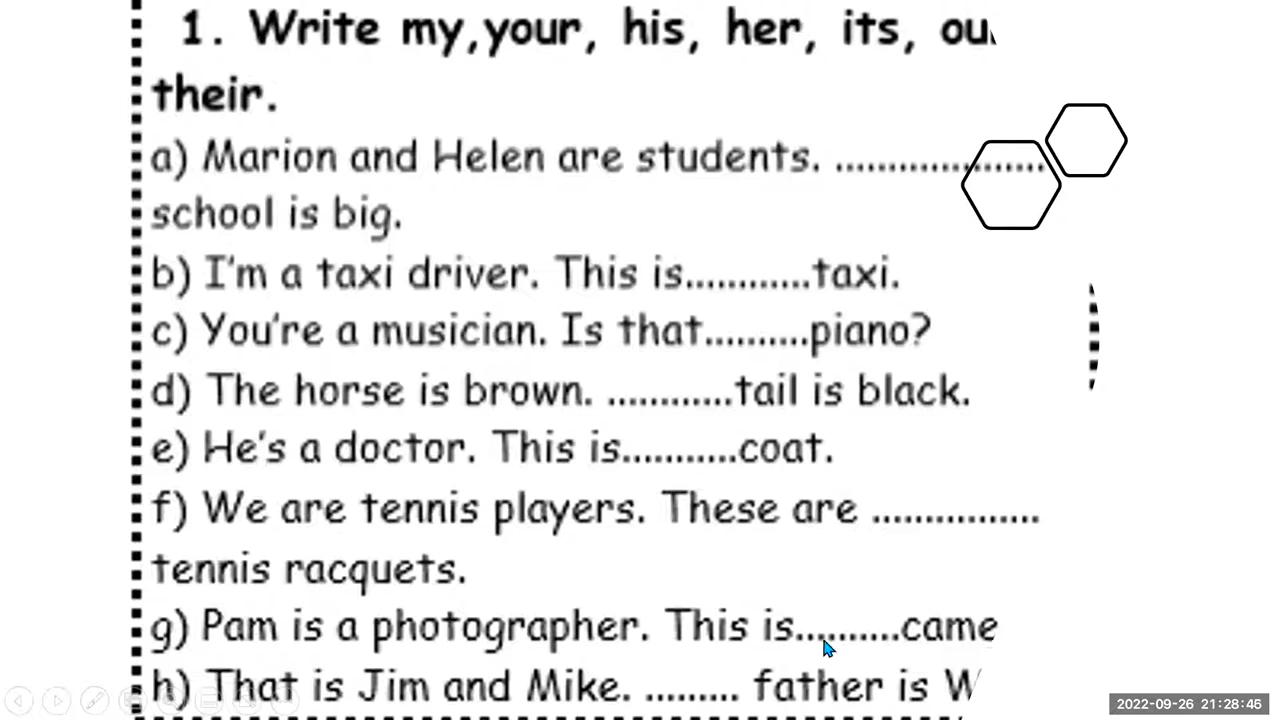 1. Write my,your, his, her, its, ou
their.
a) Marion and Helen are students. ....................
school is big.
b) I'm a taxi driver. This is............taxi.
c) You're a musician. Is that..........piano?
d) The horse is brown. ............tail is black.
e) He's a doctor. This is...........coat.
f) We are tennis players. These are ................
tennis racquets.
g) Pam is a photographer. This is..........came
h) That is Jim and Mike. ......... father is W
2022-09-26 21:28:46